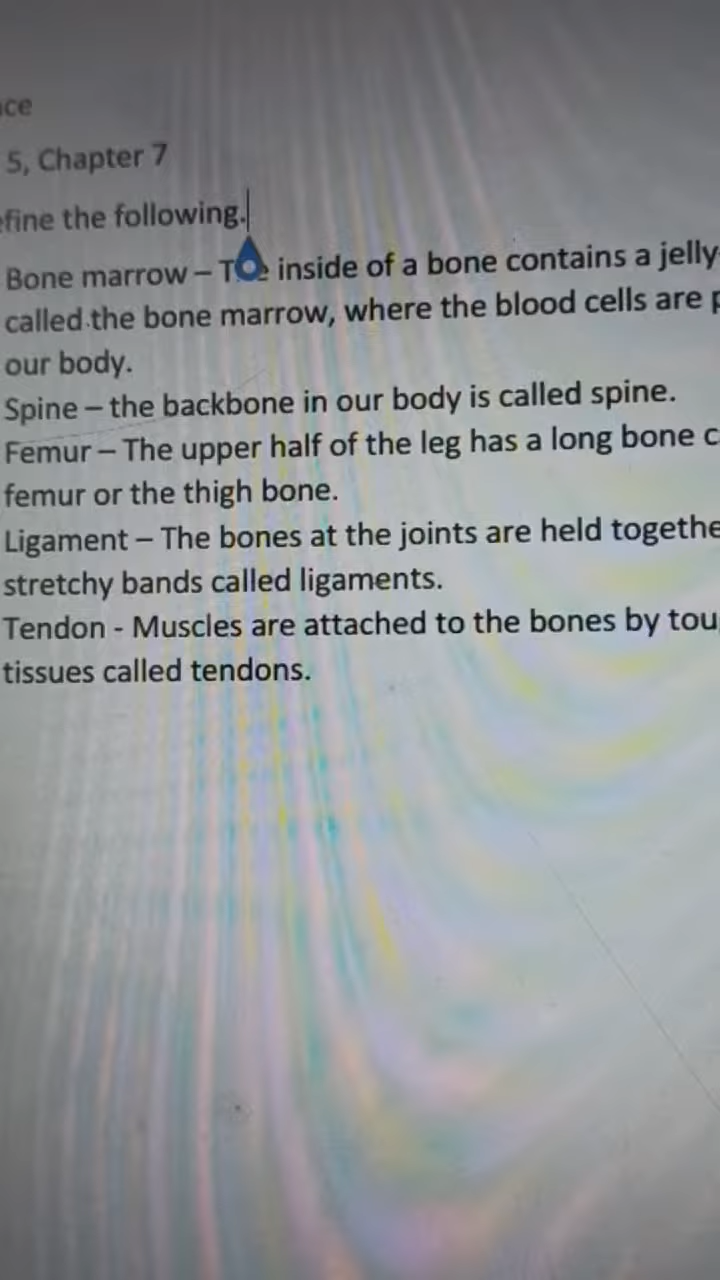 ce
5, Chapter 7
fine the following.
Bone marrow – The inside of a bone contains a jelly
called the bone marrow, where the blood cells are
our body.
Spine – the backbone in our body is called spine.
Femur – The upper half of the leg has a long bone
femur or the thigh bone.
Ligament – The bones at the joints are held togethe
stretchy bands called ligaments.
Tendon - Muscles are attached to the bones by tou
tissues called tendons.